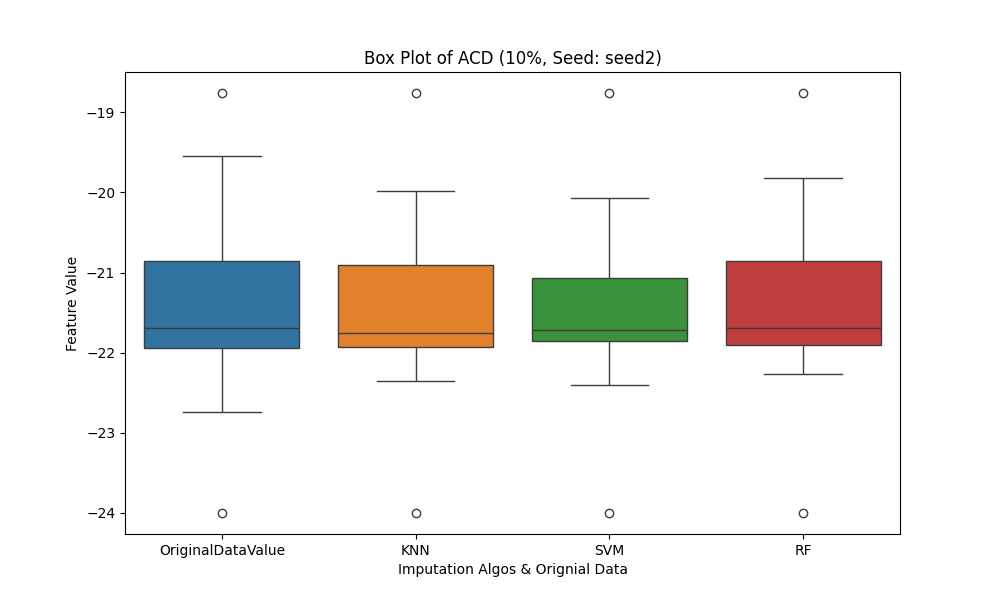 Box Plot of ACD (10%, Seed: seed2)
Feature Value
−19
−20
−21
−22
−23
−24
OriginalDataValue
KNN
SVM
RF
Imputation Algos & Orignial Data